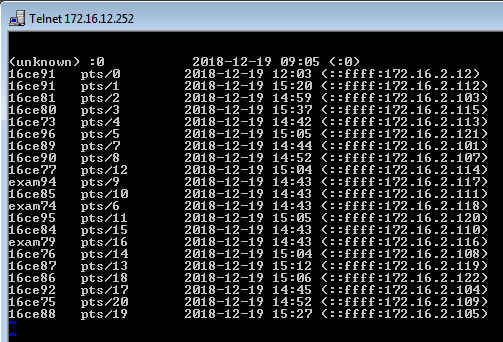 Telnet 172.16.12.252
(unknown) :0 2018-12-19 09:05 (:0)
16ce91 pts/0 2018-12-19 12:03 (::ffff:172.16.2.12)
16ce91 pts/1 2018-12-19 15:20 (::ffff:172.16.2.112)
16ce81 pts/2 2018-12-19 14:59 (::ffff:172.16.2.103)
16ce80 pts/3 2018-12-19 15:37 (::ffff:172.16.2.115)
16ce73 pts/4 2018-12-19 14:42 (::ffff:172.16.2.113)
16ce96 pts/5 2018-12-19 15:05 (::ffff:172.16.2.121)
16ce89 pts/7 2018-12-19 14:44 (::ffff:172.16.2.101)
16ce90 pts/8 2018-12-19 14:52 (::ffff:172.16.2.107)
16ce77 pts/12 2018-12-19 15:04 (::ffff:172.16.2.114)
exam94 pts/9 2018-12-19 14:43 (::ffff:172.16.2.117)
16ce85 pts/10 2018-12-19 14:43 (::ffff:172.16.2.111)
exam74 pts/6 2018-12-19 14:43 (::ffff:172.16.2.118)
16ce95 pts/11 2018-12-19 15:05 (::ffff:172.16.2.120)
16ce84 pts/15 2018-12-19 14:43 (::ffff:172.16.2.110)
exam79 pts/16 2018-12-19 14:43 (::ffff:172.16.2.116)
16ce76 pts/14 2018-12-19 15:04 (::ffff:172.16.2.108)
16ce87 pts/13 2018-12-19 15:12 (::ffff:172.16.2.119)
16ce86 pts/18 2018-12-19 15:06 (::ffff:172.16.2.122)
16ce92 pts/17 2018-12-19 14:45 (::ffff:172.16.2.104)
16ce75 pts/20 2018-12-19 14:52 (::ffff:172.16.2.109)
16ce88 pts/19 2018-12-19 15:27 (::ffff:172.16.2.105)
~
~